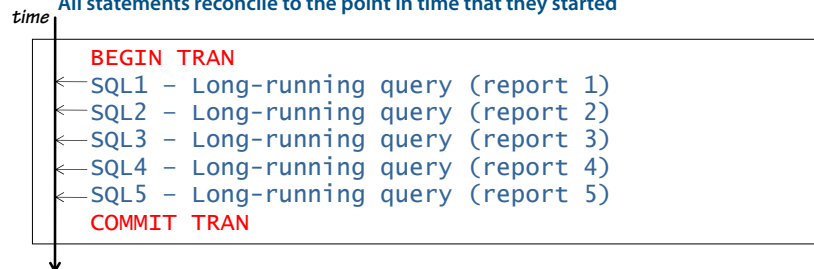 All statements reconcile to the point in time that they started
time
BEGIN TRAN
SQL1 – Long-running query (report 1)
SQL2 – Long-running query (report 2)
SQL3 – Long-running query (report 3)
SQL4 – Long-running query (report 4)
SQL5 – Long-running query (report 5)
COMMIT TRAN